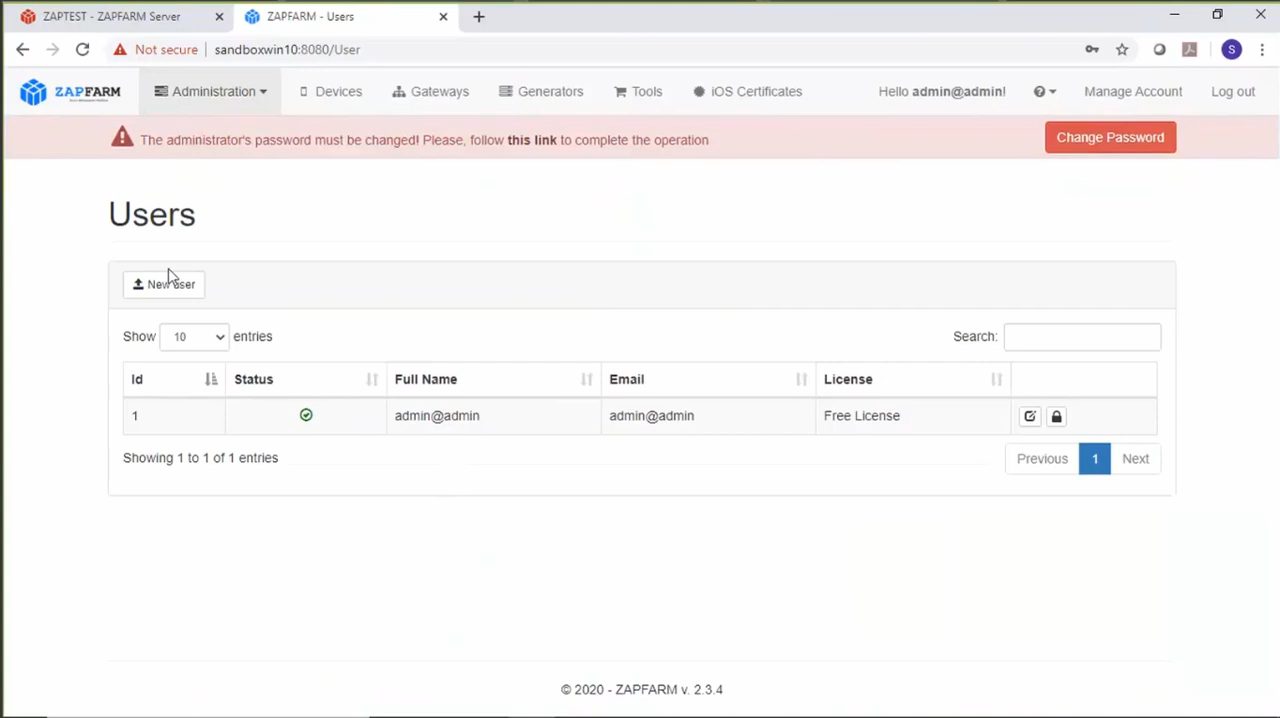 ZAPTEST - ZAPFARM Server
ZAPFARM - Users
Not secure | sandboxwin10:8080/User
S
ZAPFARM
Administration
Devices
Gateways
Generators
Tools
iOS Certificates
Hello admin@admin!
Manage Account
Log out
The administrator's password must be changed! Please, follow this link to complete the operation
Change Password
Users
New user
Show 10 entries
Search:
Id Status Full Name Email License
1 admin@admin admin@admin Free License
Showing 1 to 1 of 1 entries
Previous 1 Next
© 2020 - ZAPFARM v. 2.3.4